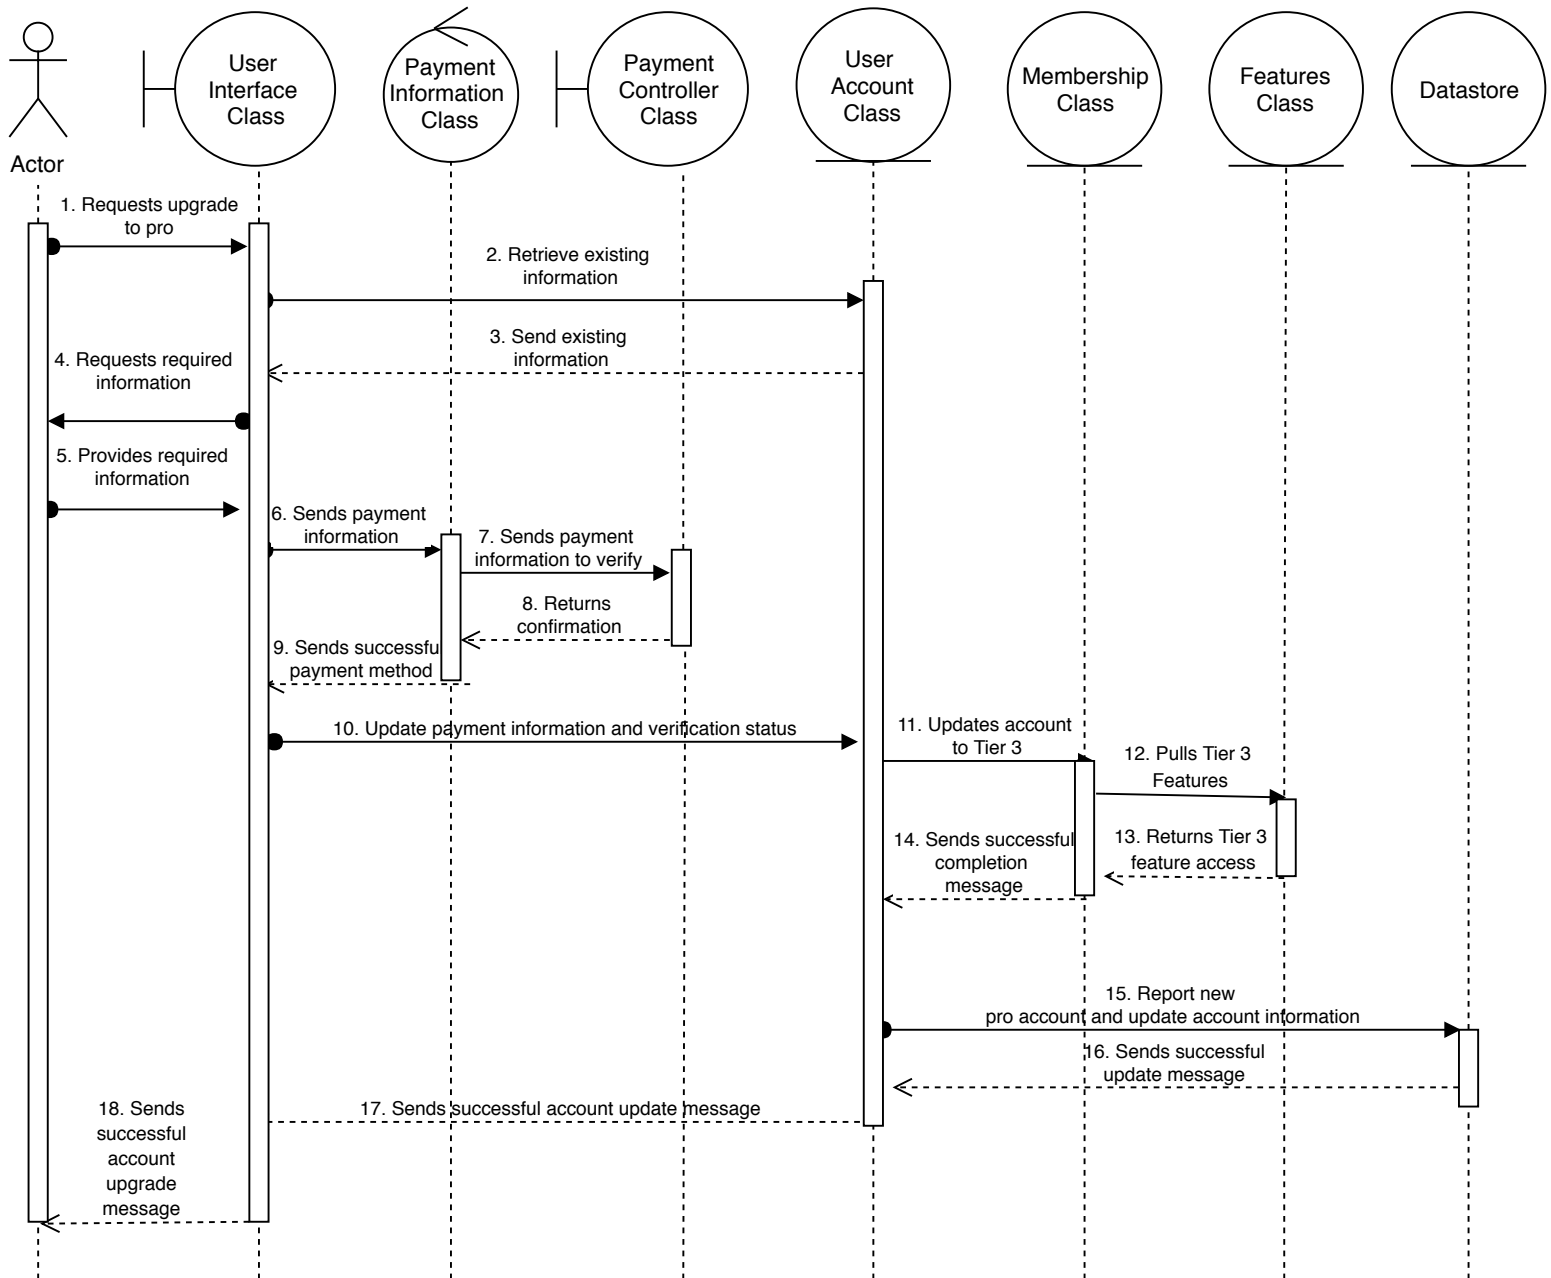 Actor
User
Interface
Class
Payment
Information
Class
Payment
Controller
Class
User
Account
Class
Membership
Class
Features
Class
Datastore
1. Requests upgrade
to pro
2. Retrieve existing
information
3. Send existing
information
4. Requests required
information
5. Provides required
information
6. Sends payment
information
7. Sends payment
information to verify
8. Returns
confirmation
9. Sends successfu
payment method
10. Update payment information and verification status
11. Updates account
to Tier 3
12. Pulls Tier 3
Features
13. Returns Tier 3
feature access
14. Sends successful
completion
message
15. Report new
pro account and update account information
16. Sends successful
update message
17. Sends successful account update message
18. Sends
successful
account
upgrade
message